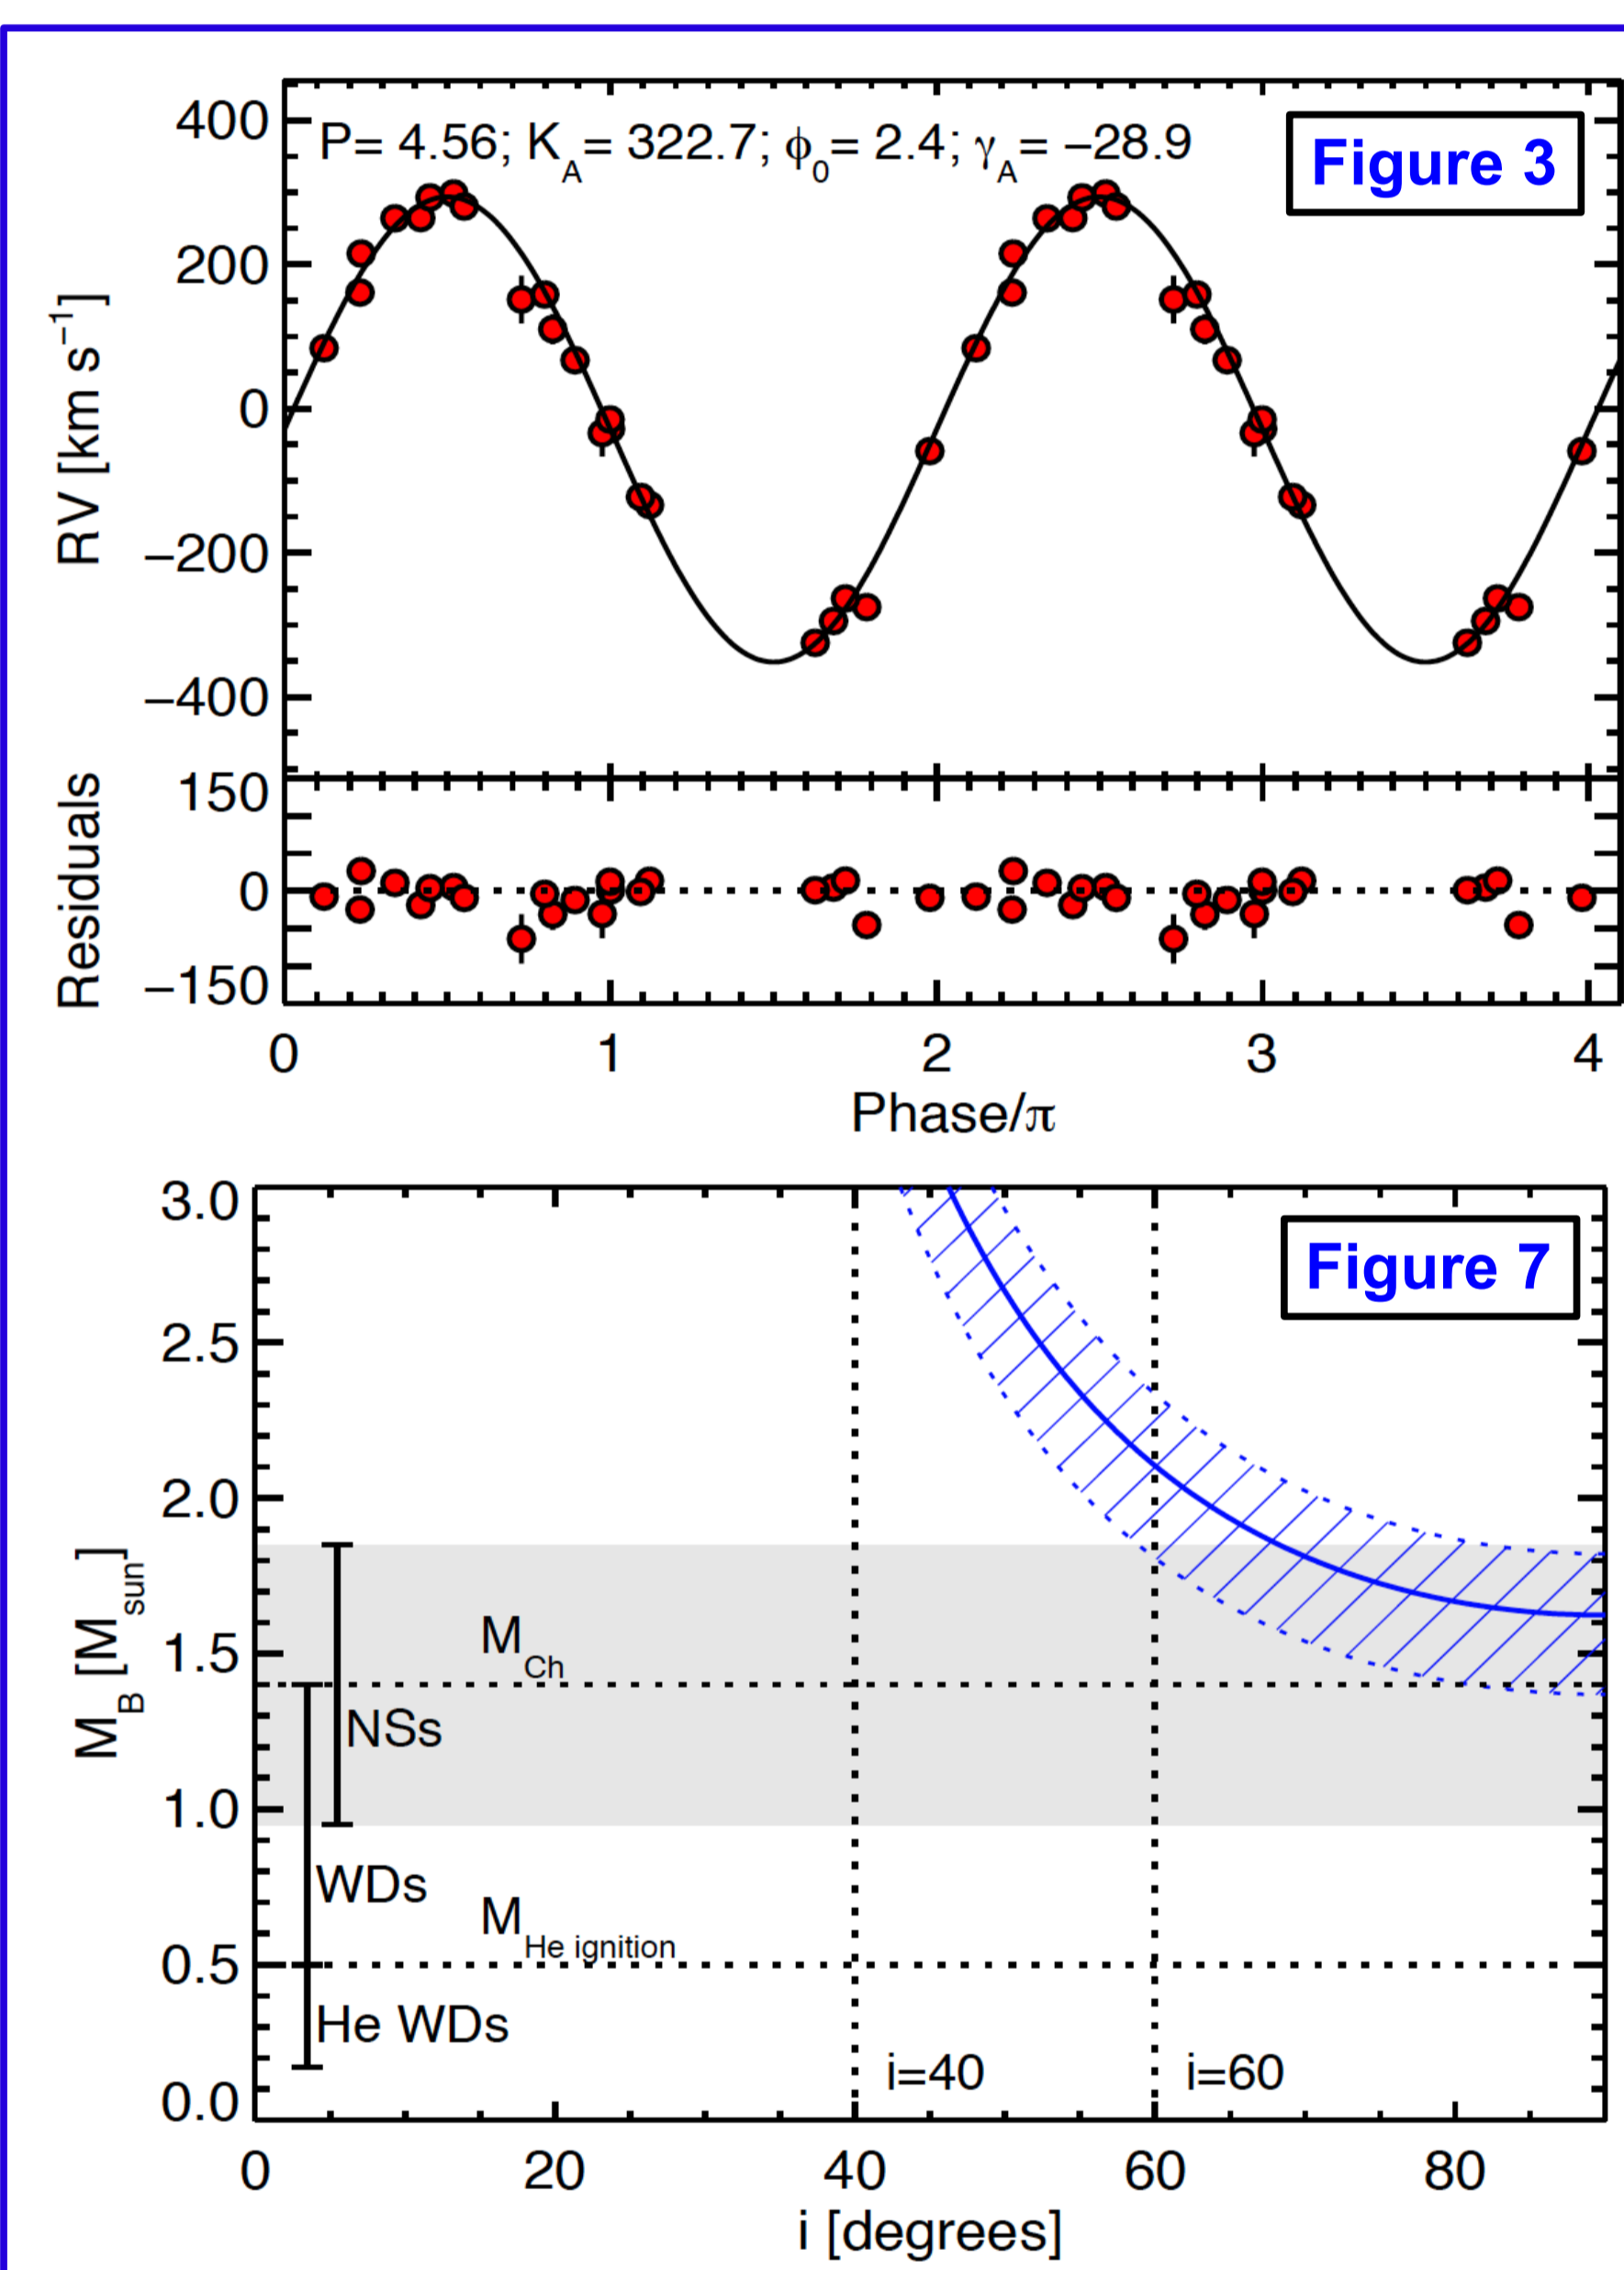 P= 4.56; K_A= 322.7; ϕ_0= 2.4; γ_A= −28.9
Figure 3
400
200
0
−200
−400
RV [km s⁻¹]
150
0
−150
Residuals
0 1 2 3 4
Phase/π
Figure 7
3.0
2.5
2.0
1.5
1.0
0.5
0.0
M_B [M_sun]
M_Ch
NSs
WDs
M_He ignition
He WDs
i=40 i=60
0 20 40 60 80
i [degrees]